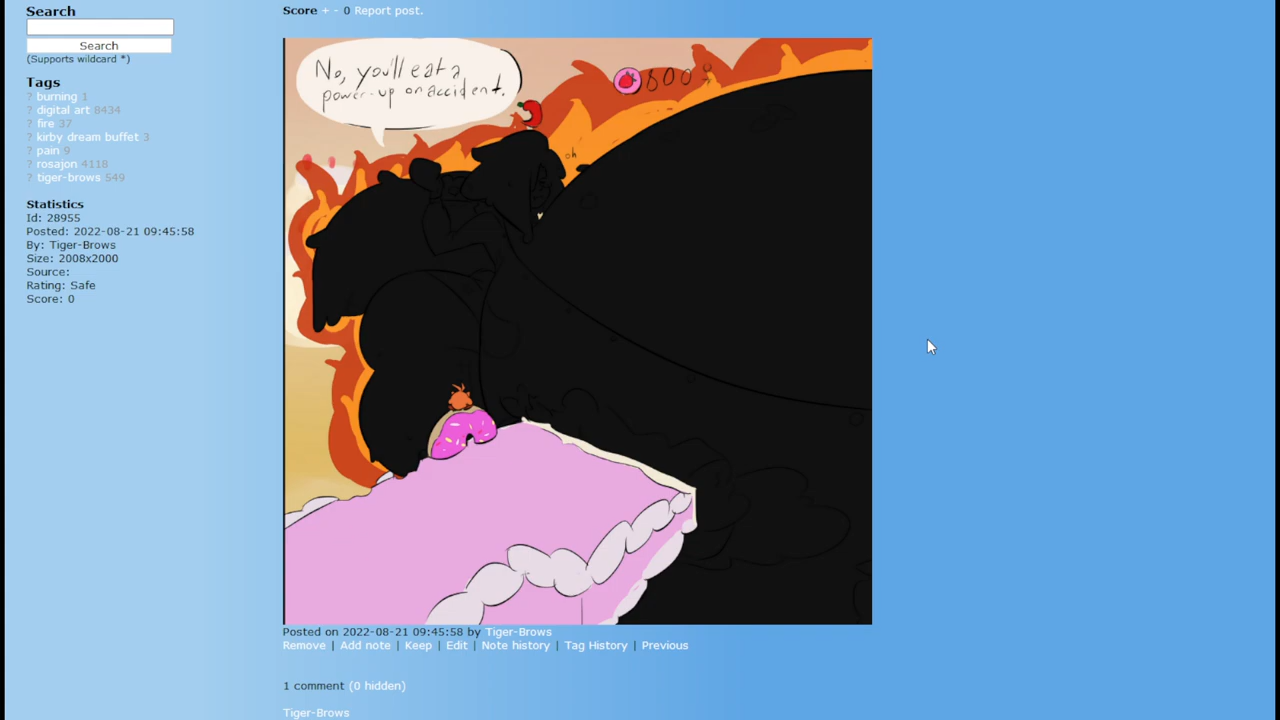 Search
Score + - 0 Report post.
Search
(Supports wildcard *)
Tags
? burning 1
? digital art 8434
? fire 37
? kirby dream buffet 3
? pain 9
? rosajon 4118
? tiger-brows 549
Statistics
Id: 28955
Posted: 2022-08-21 09:45:58
By: Tiger-Brows
Size: 2008x2000
Source:
Rating: Safe
Score: 0
No, you'll eat a
power-up on accident.
oh
Posted on 2022-08-21 09:45:58 by Tiger-Brows
Remove | Add note | Keep | Edit | Note history | Tag History | Previous
1 comment (0 hidden)
Tiger-Brows